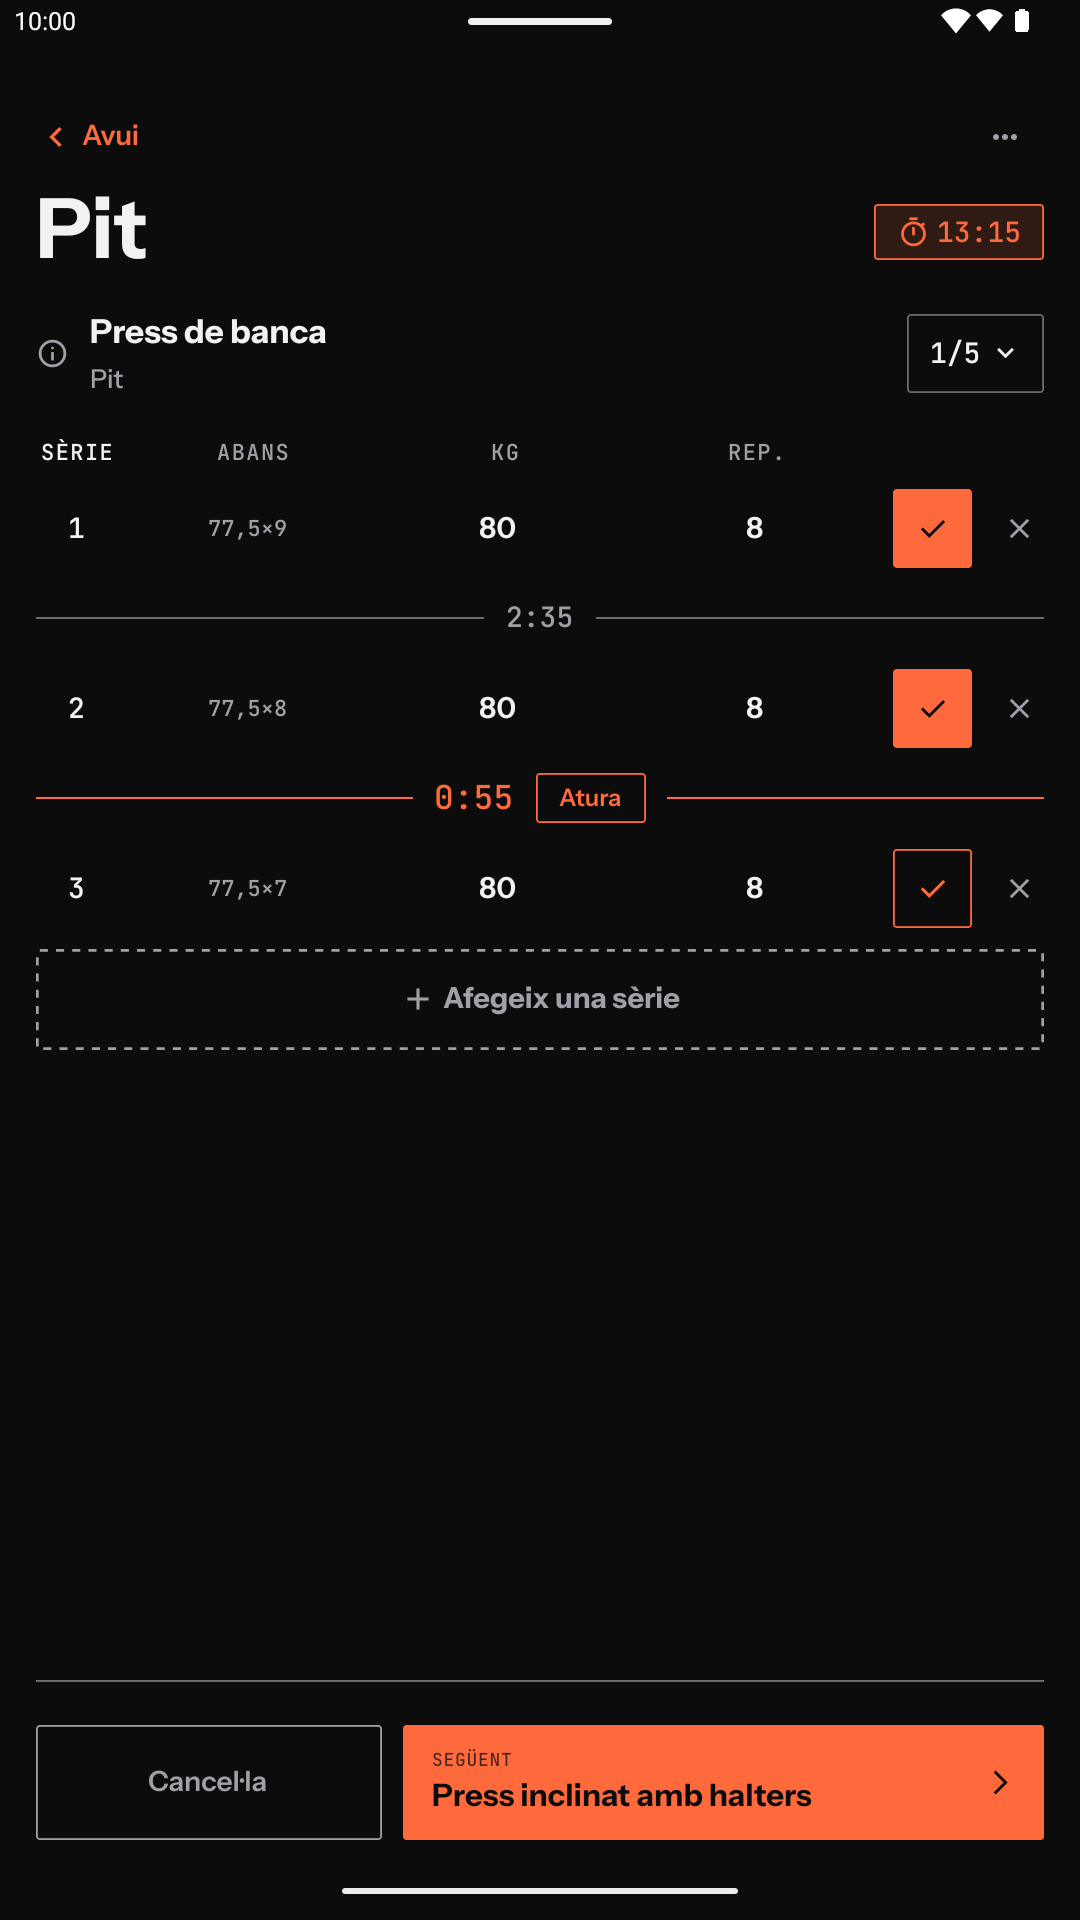 10:00
Avui
Pit
13:15
Press de banca
Pit
1/5
SÈRIE ABANS KG REP.
1 77,5×9 80 8
2:35
2 77,5×8 80 8
0:55 Atura
3 77,5×7 80 8
Afegeix una sèrie
Cancel·la
SEGÜENT
Press inclinat amb halters